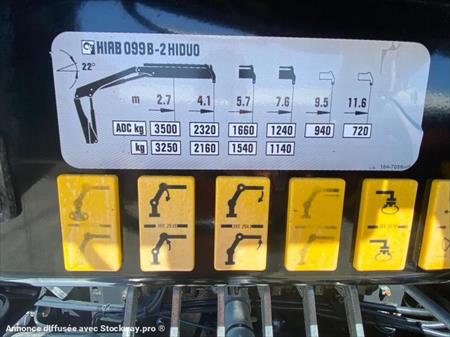 HIAB 099 B-2 HIDUO
22°
m 2.7 4.1 5.7 7.6 9.5 11.6
ADC kg 3500 2320 1660 1240 940 720
kg 3250 2160 1540 1140
Annonce diffusée avec Stockway.pro ®